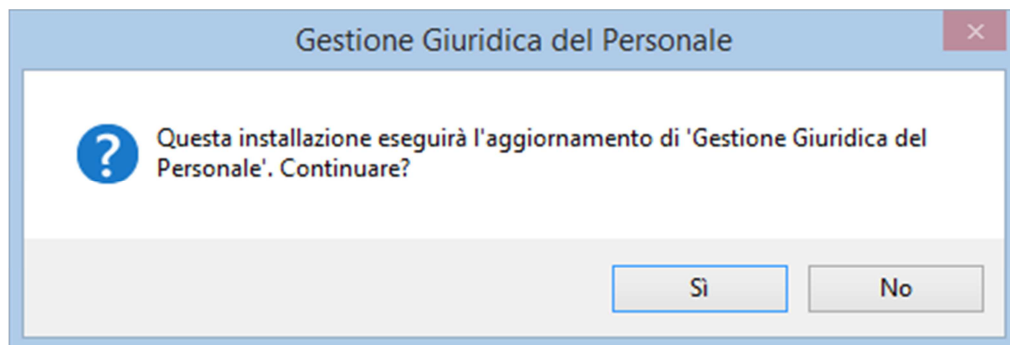 Gestione Giuridica del Personale
Questa installazione eseguirà l'aggiornamento di 'Gestione Giuridica del
Personale'. Continuare?
Sì
No